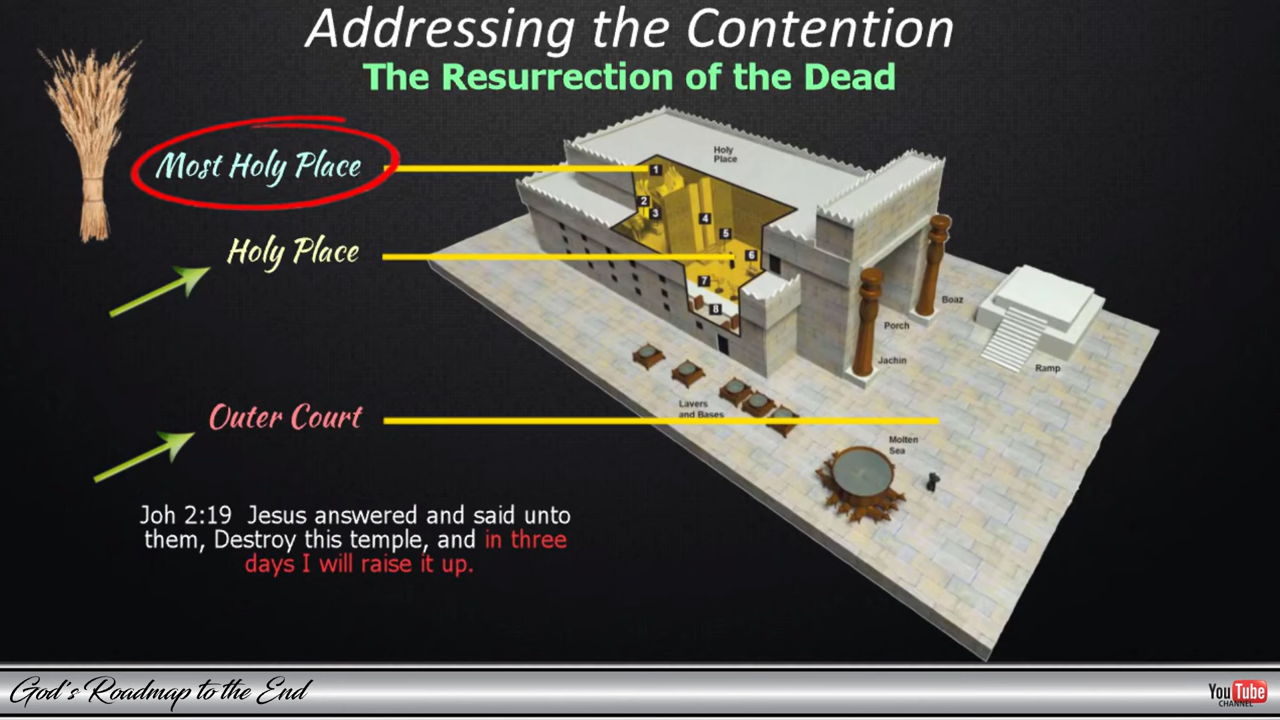 Addressing the Contention
The Resurrection of the Dead
Most Holy Place
Holy Place
Outer Court
Holy
Place
1
2
3
4
5
6
7
8
Boaz
Porch
Jachin
Ramp
Lavers
and Bases
Molten
Sea
Joh 2:19 Jesus answered and said unto
them, Destroy this temple, and in three
days I will raise it up.
God's Roadmap to the End
YouTube
CHANNEL